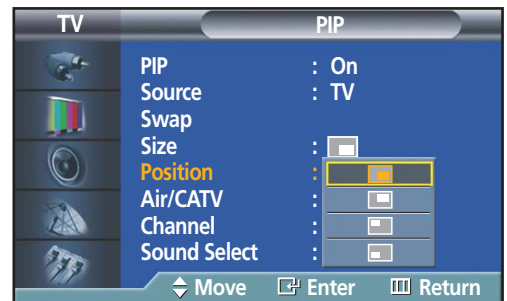 TV PIP
PIP : On
Source : TV
Swap
Size :
Position :
Air/CATV :
Channel :
Sound Select :
Move Enter Return